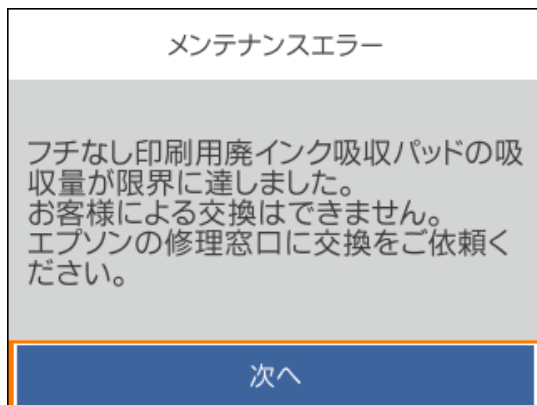 メンテナンスエラー
フチなし印刷用廃インク吸収パッドの吸
収量が限界に達しました。
お客様による交換はできません。
エプソンの修理窓口に交換をご依頼く
ださい。
次へ